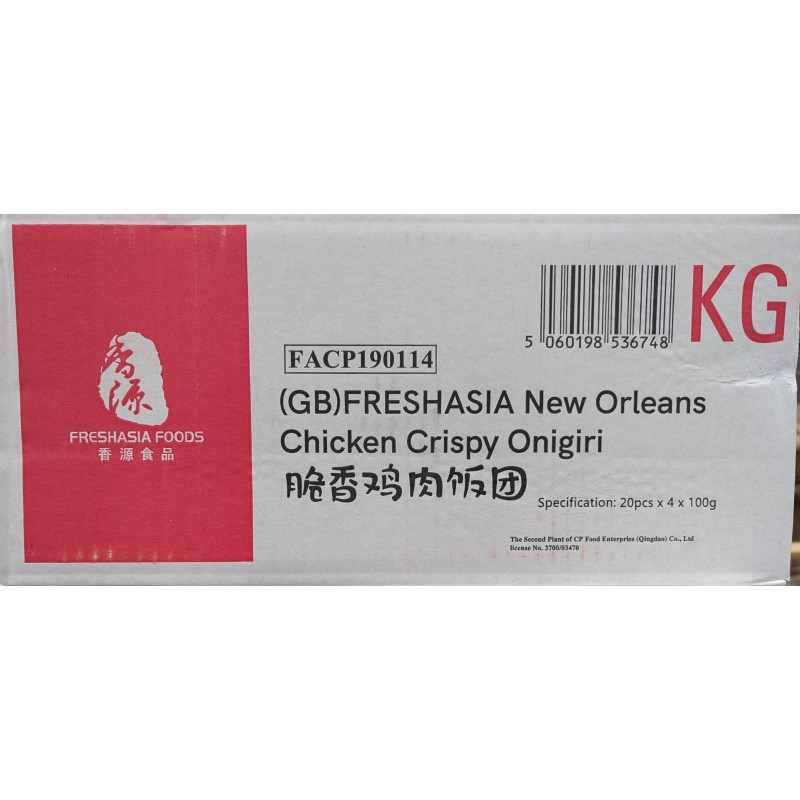 香源
FRESHASIA FOODS
香源食品
KG
5 060198 536748
FACP190114
(GB)FRESHASIA New Orleans
Chicken Crispy Onigiri
脆香鸡肉饭团
Specification: 20pcs x 4 x 100g
The Second Plant of CP Food Enterprise (Qingdao) Co., Ltd
license No. 3700/03470